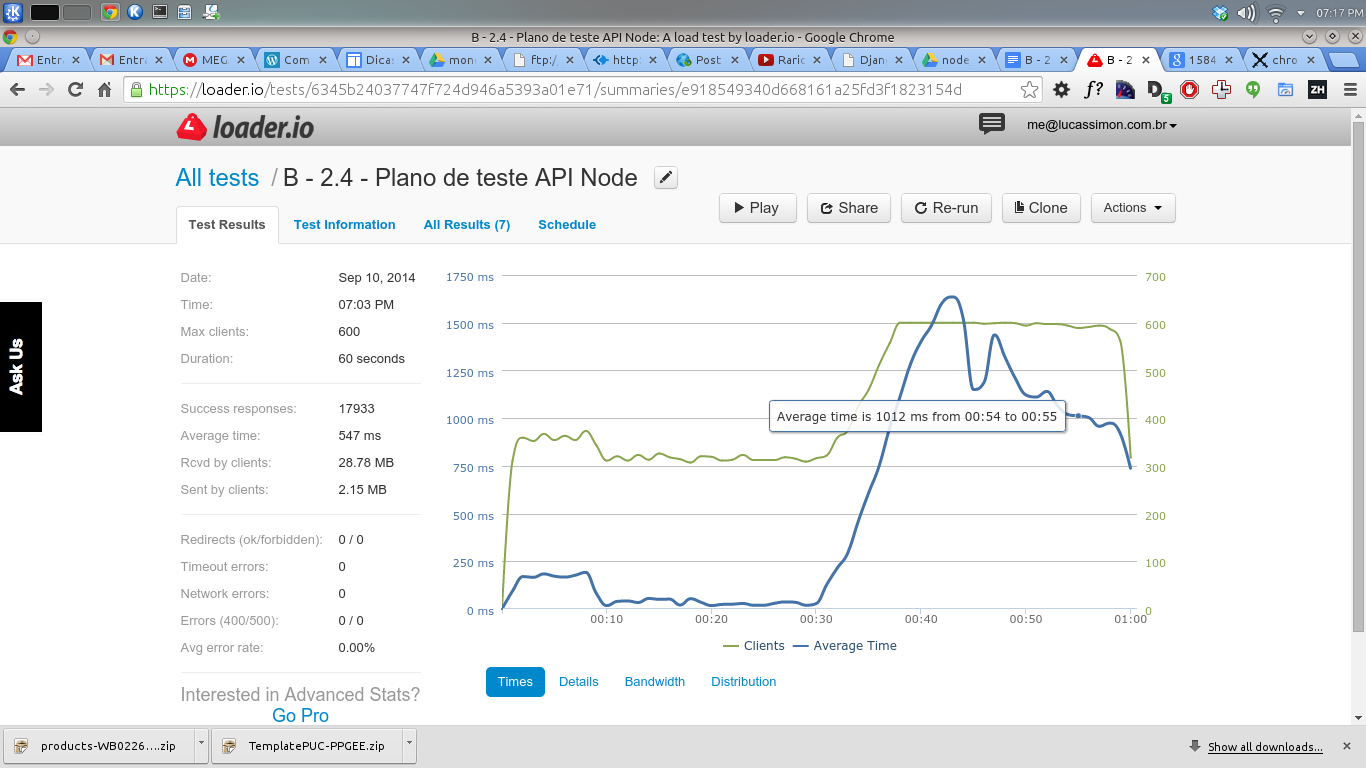 07:17 PM
B - 2.4 - Plano de teste API Node: A load test by loader.io - Google Chrome
Entr
Entra
MEG
Com
Dica:
mon
ftp:/
http:
Post
Raric
Djan
node
B - 2
B - 2
1584
chro
https://loader.io/tests/6345b24037747f724d946a5393a01e71/summaries/e918549340d668161a25fd3f1823154d
f?
D
5
ZH
loader.io
me@lucassimon.com.br
All tests / B - 2.4 - Plano de teste API Node
Play
Share
Re-run
Clone
Actions
Test Results
Test Information
All Results (7)
Schedule
Ask Us
Date: Sep 10, 2014
Time: 07:03 PM
Max clients: 600
Duration: 60 seconds
Success responses: 17933
Average time: 547 ms
Rcvd by clients: 28.78 MB
Sent by clients: 2.15 MB
Redirects (ok/forbidden): 0 / 0
Timeout errors: 0
Network errors: 0
Errors (400/500): 0 / 0
Avg error rate: 0.00%
Interested in Advanced Stats?
Go Pro
1750 ms
1500 ms
1250 ms
1000 ms
750 ms
500 ms
250 ms
0 ms
700
600
500
400
300
200
100
0
Average time is 1012 ms from 00:54 to 00:55
00:10
00:20
00:30
00:40
00:50
01:00
Clients
Average Time
Times
Details
Bandwidth
Distribution
products-WB0226....zip
TemplatePUC-PPGEE.zip
Show all downloads...